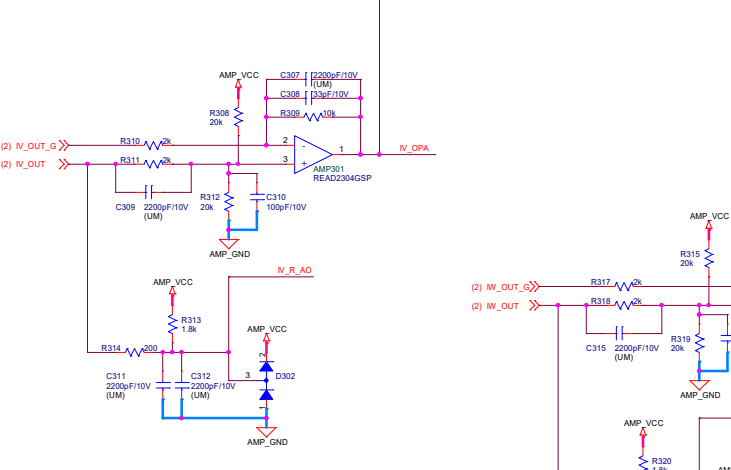 AMP_VCC
C307 2200pF/10V
(UM)
C308 33pF/10V
R308
20k
R309 10k
(2) IV_OUT_G R310 2k
2
1
IV_OPA
(2) IV_OUT R311 2k
3
-
+
AMP301
READ2304GSP
C309 2200pF/10V
(UM)
R312
20k
C310
100pF/10V
AMP_GND
IV_R_AO
AMP_VCC
R313
1.8k
AMP_VCC
R314 200
2
3
D302
1
C311
2200pF/10V
(UM)
C312
2200pF/10V
(UM)
AMP_GND
AMP_VCC
R315
20k
(2) IW_OUT_G R317 2k
(2) IW_OUT R318 2k
C315 2200pF/10V
(UM)
R319
20k
AMP_GND
AMP_VCC
R320
1.8k